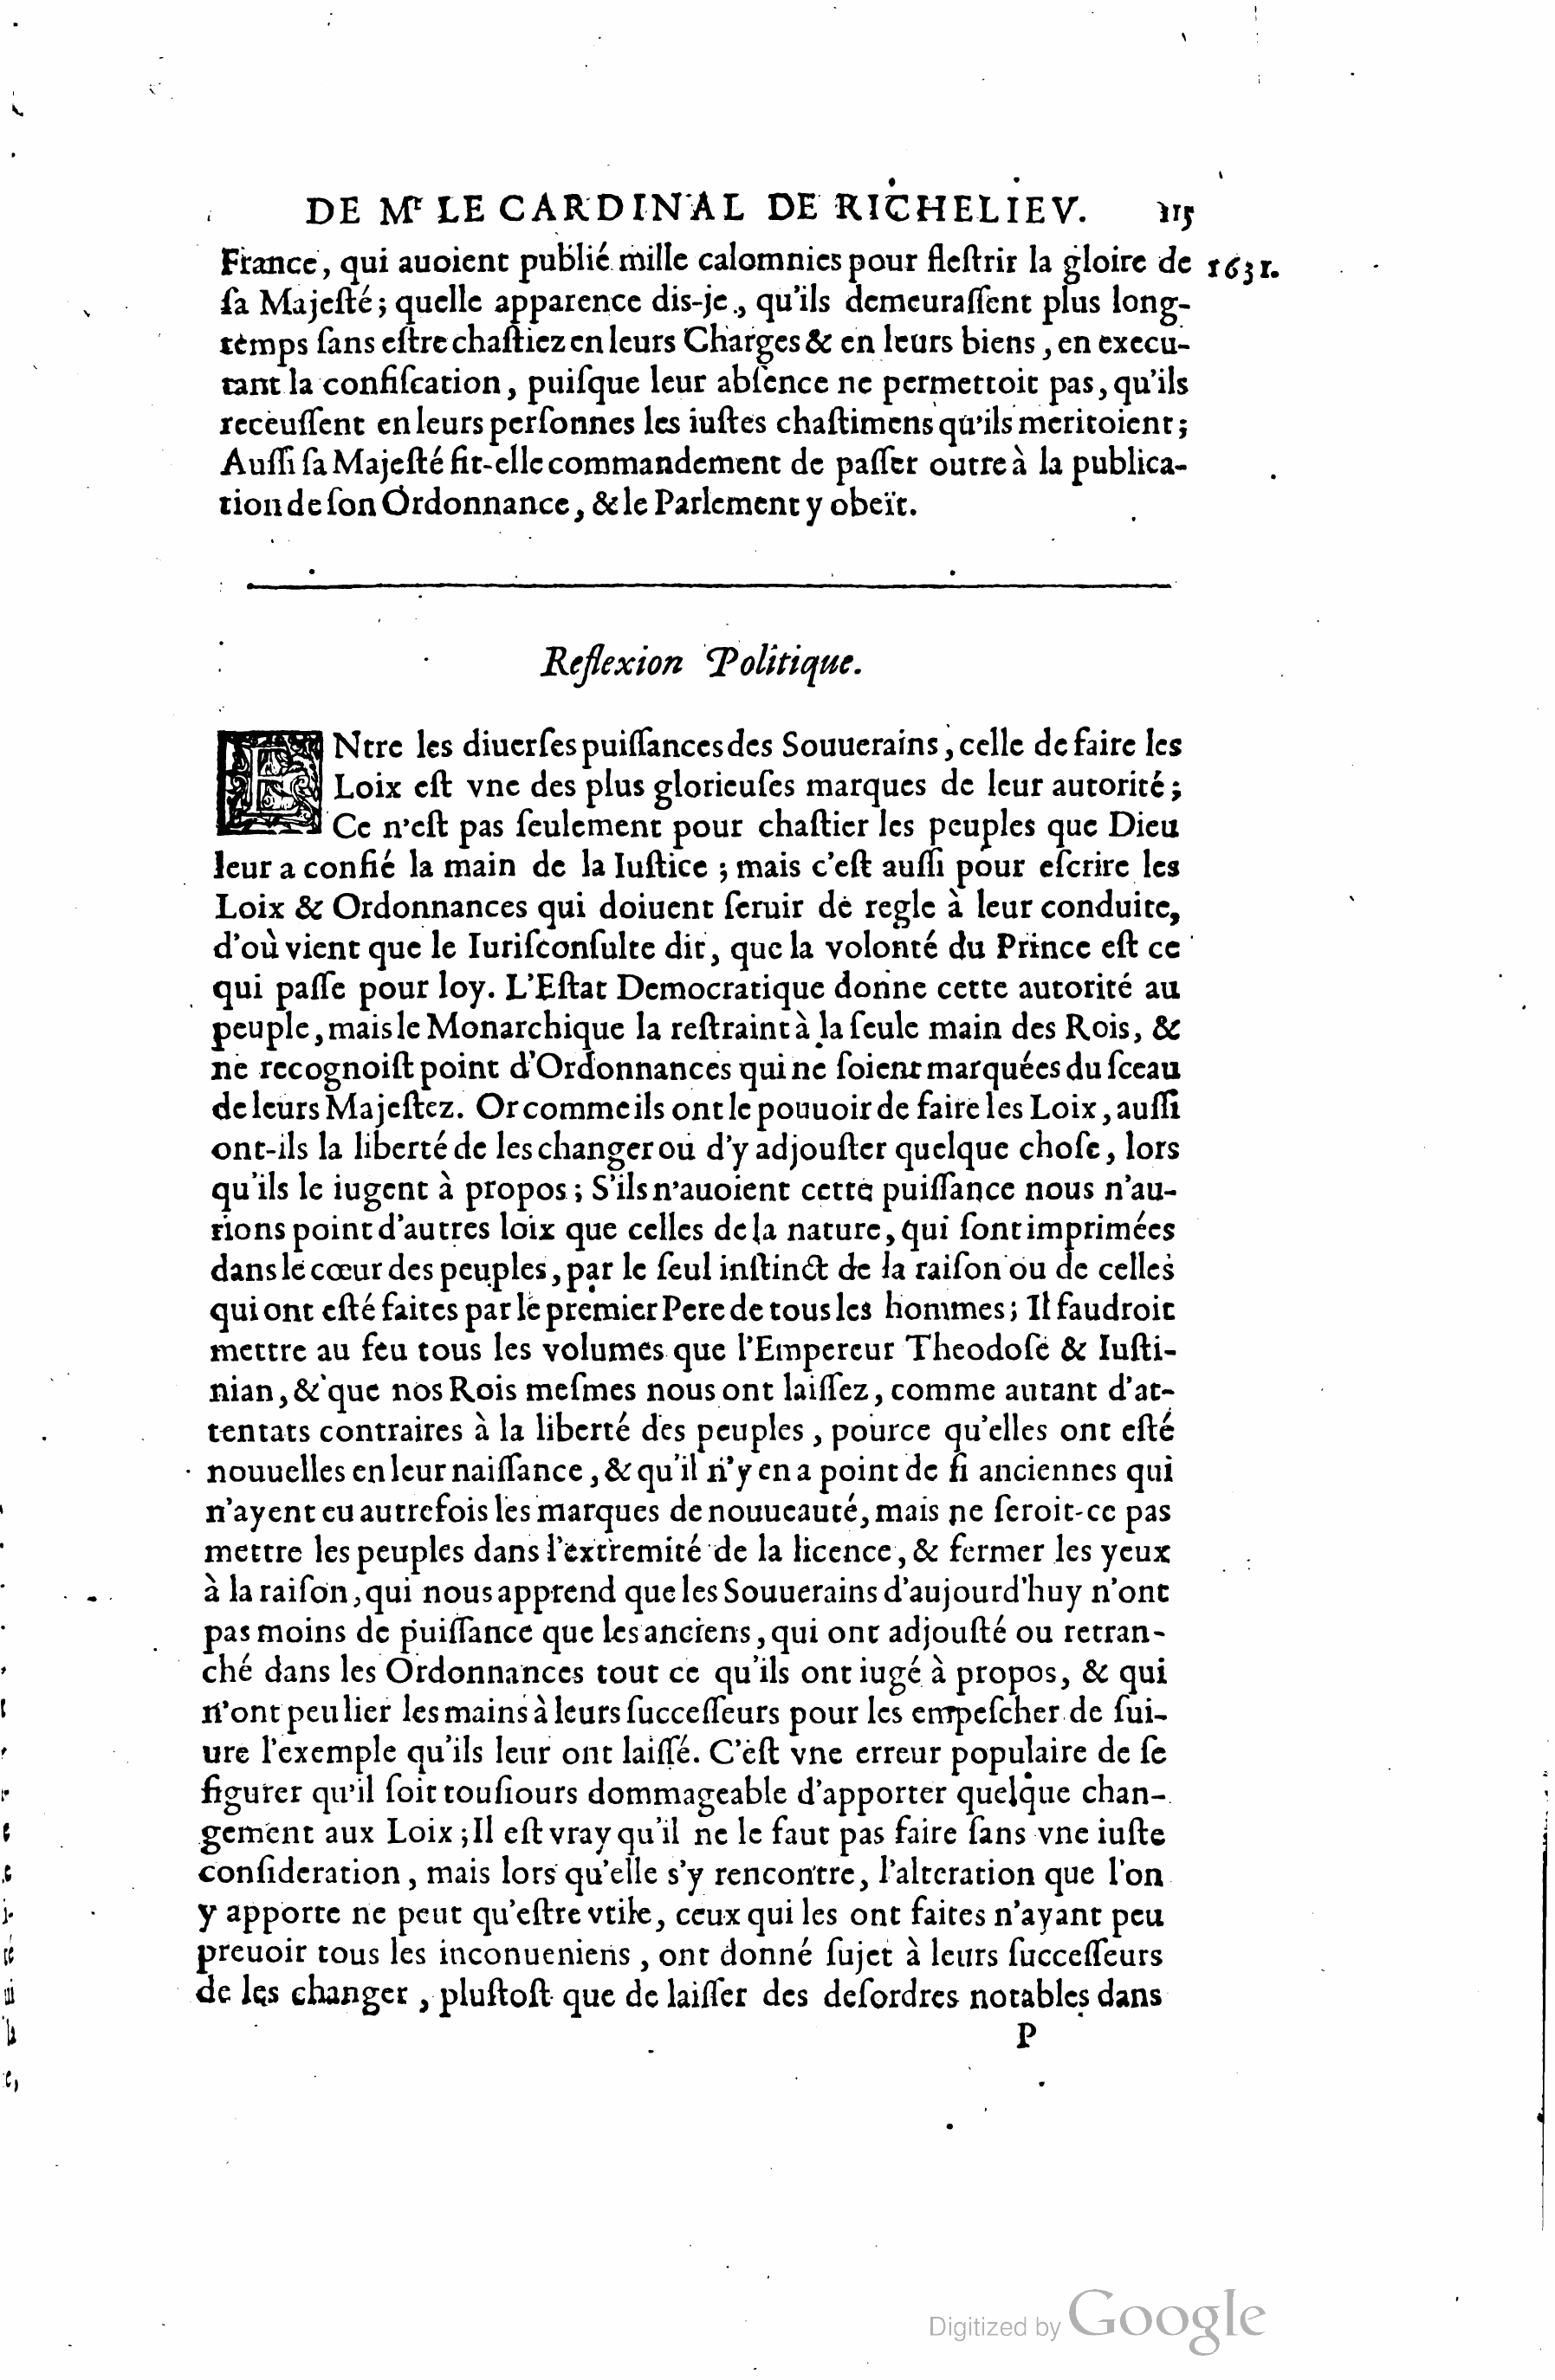 DE Mr LE CARDINAL DE RICHELIEV. 115
France, qui auoient publié mille calomnies pour fleſtrir la gloire de 1631.
ſa Majeſté; quelle apparence dis-je, qu'ils demeuraſſent plus long-
temps ſans eſtre chaſtiez en leurs Charges & en leurs biens, en execu-
tant la confiſcation, puiſque leur abſence ne permettoit pas, qu'ils
receuſſent en leurs perſonnes les iuſtes chaſtimens qu'ils meritoient;
Auſſi ſa Majeſté fit-elle commandement de paſſer outre à la publica-
tion de ſon Ordonnance, & le Parlement y obeït.
Reflexion Politique.
ENtre les diuerſes puiſſances des Souuerains, celle de faire les
Loix eſt vne des plus glorieuſes marques de leur autorité;
Ce n'eſt pas ſeulement pour chaſtier les peuples que Dieu
leur a confié la main de la Iuſtice ; mais c'eſt auſſi pour eſcrire les
Loix & Ordonnances qui doiuent ſeruir de regle à leur conduite,
d'où vient que le Iuriſconſulte dit, que la volonté du Prince eſt ce
qui paſſe pour loy. L'Eſtat Democratique donne cette autorité au
peuple, mais le Monarchique la reſtraint à la ſeule main des Rois, &
ne recognoiſt point d'Ordonnances qui ne ſoient marquées du ſceau
de leurs Majeſtez. Or comme ils ont le pouuoir de faire les Loix, auſſi
ont-ils la liberté de les changer ou d'y adjouſter quelque choſe, lors
qu'ils le iugent à propos ; S'ils n'auoient cette puiſſance nous n'au-
rions point d'autres loix que celles de la nature, qui ſont imprimées
dans le cœur des peuples, par le ſeul inſtinct de la raiſon ou de celles
qui ont eſté faites par le premier Pere de tous les hommes; Il faudroit
mettre au feu tous les volumes que l'Empereur Theodoſe & Iuſti-
nian, & que nos Rois meſmes nous ont laiſſez, comme autant d'at-
tentats contraires à la liberté des peuples, pource qu'elles ont eſté
nouuelles en leur naiſſance, & qu'il n'y en a point de ſi anciennes qui
n'ayent eu autrefois les marques de nouueauté, mais ne ſeroit-ce pas
mettre les peuples dans l'extremité de la licence, & fermer les yeux
à la raiſon, qui nous apprend que les Souuerains d'aujourd'huy n'ont
pas moins de puiſſance que les anciens, qui ont adjouſté ou retran-
ché dans les Ordonnances tout ce qu'ils ont iugé à propos, & qui
n'ont peu lier les mains à leurs ſucceſſeurs pour les empeſcher de ſui-
ure l'exemple qu'ils leur ont laiſſé. C'eſt vne erreur populaire de ſe
figurer qu'il ſoit touſiours dommageable d'apporter quelque chan-
gement aux Loix ; Il eſt vray qu'il ne le faut pas faire ſans vne iuſte
conſideration, mais lors qu'elle s'y rencontre, l'alteration que l'on
y apporte ne peut qu'eſtre vtile, ceux qui les ont faites n'ayant peu
preuoir tous les inconueniens, ont donné ſujet à leurs ſucceſſeurs
de les changer, pluſtoſt que de laiſſer des deſordres notables dans
P
Digitized by Google